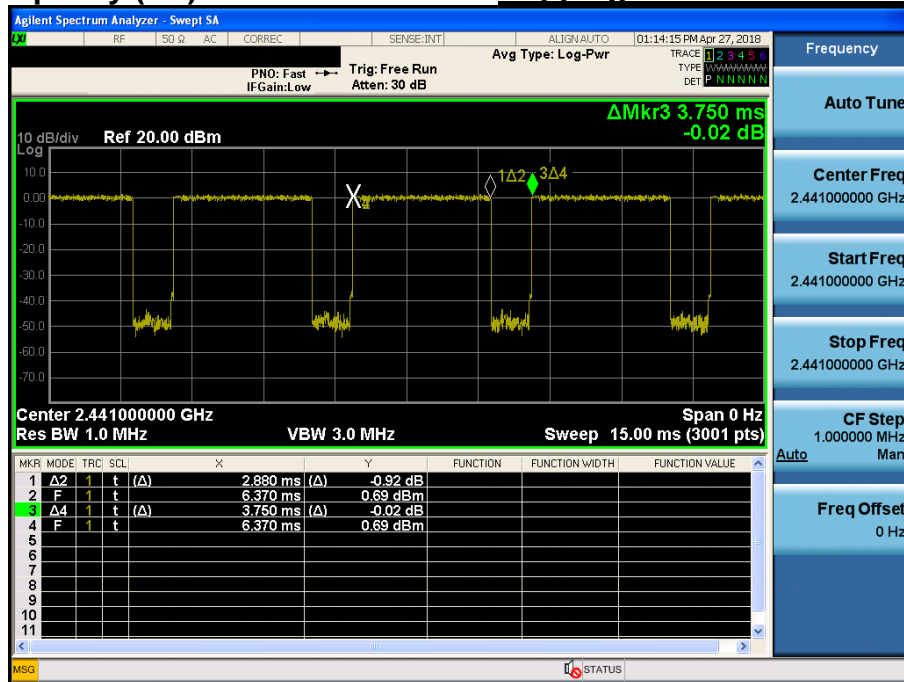 Agilent Spectrum Analyzer - Swept SA
LXI RF 50 Ω AC CORREC SENSE:INT ALIGN AUTO 01:14:15 PM Apr 27, 2018
Frequency
PNO: Fast
IFGain:Low
Trig: Free Run
Atten: 30 dB
Avg Type: Log-Pwr
TRACE 1 2 3 4 5 6
TYPE WWWWWW
DET P N N N N N
Auto Tune
ΔMkr3 3.750 ms
-0.02 dB
10 dB/div Ref 20.00 dBm
Log
10.0
0.00
-10.0
-20.0
-30.0
-40.0
-50.0
-60.0
-70.0
1Δ2
3Δ4
X
Center Freq
2.441000000 GHz
Start Freq
2.441000000 GHz
Stop Freq
2.441000000 GHz
Center 2.441000000 GHz Span 0 Hz
Res BW 1.0 MHz VBW 3.0 MHz Sweep 15.00 ms (3001 pts)
CF Step
1.000000 MHz
Auto Man
Freq Offset
0 Hz
MKR MODE TRC SCL X Y FUNCTION FUNCTION WIDTH FUNCTION VALUE
1 Δ2 1 t (Δ) 2.880 ms (Δ) -0.92 dB
2 F 1 t 6.370 ms 0.69 dBm
3 Δ4 1 t (Δ) 3.750 ms (Δ) -0.02 dB
4 F 1 t 6.370 ms 0.69 dBm
5
6
7
8
9
10
11
MSG STATUS